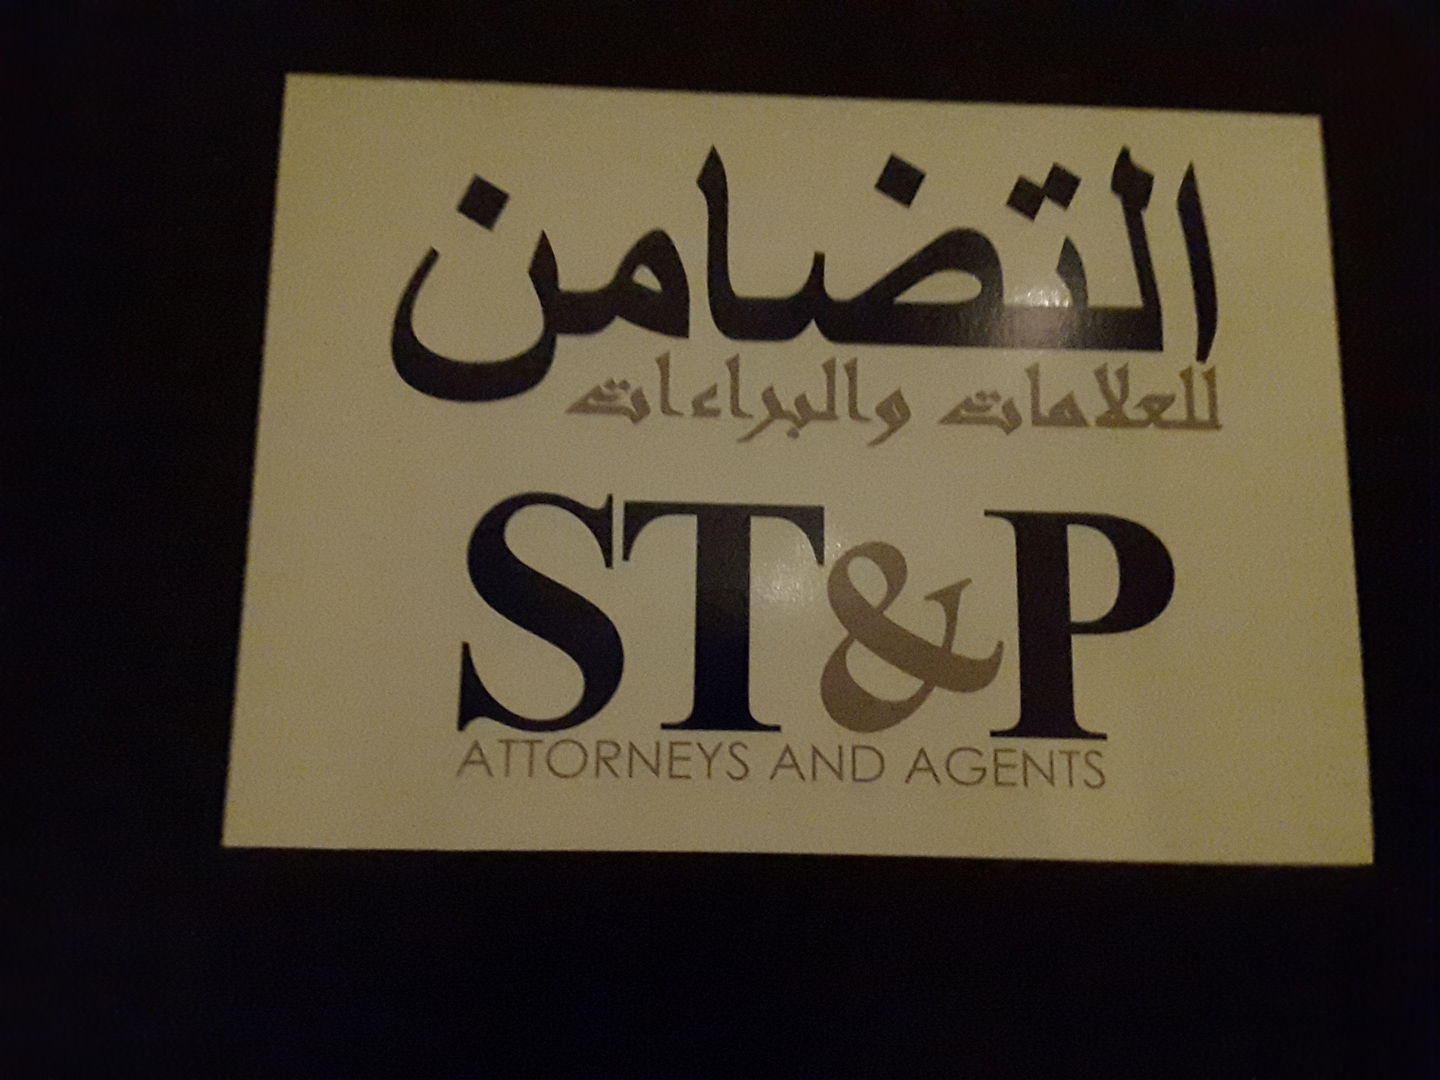 التضامن
للعلامات والبراءات
ST&P
ATTORNEYS AND AGENTS